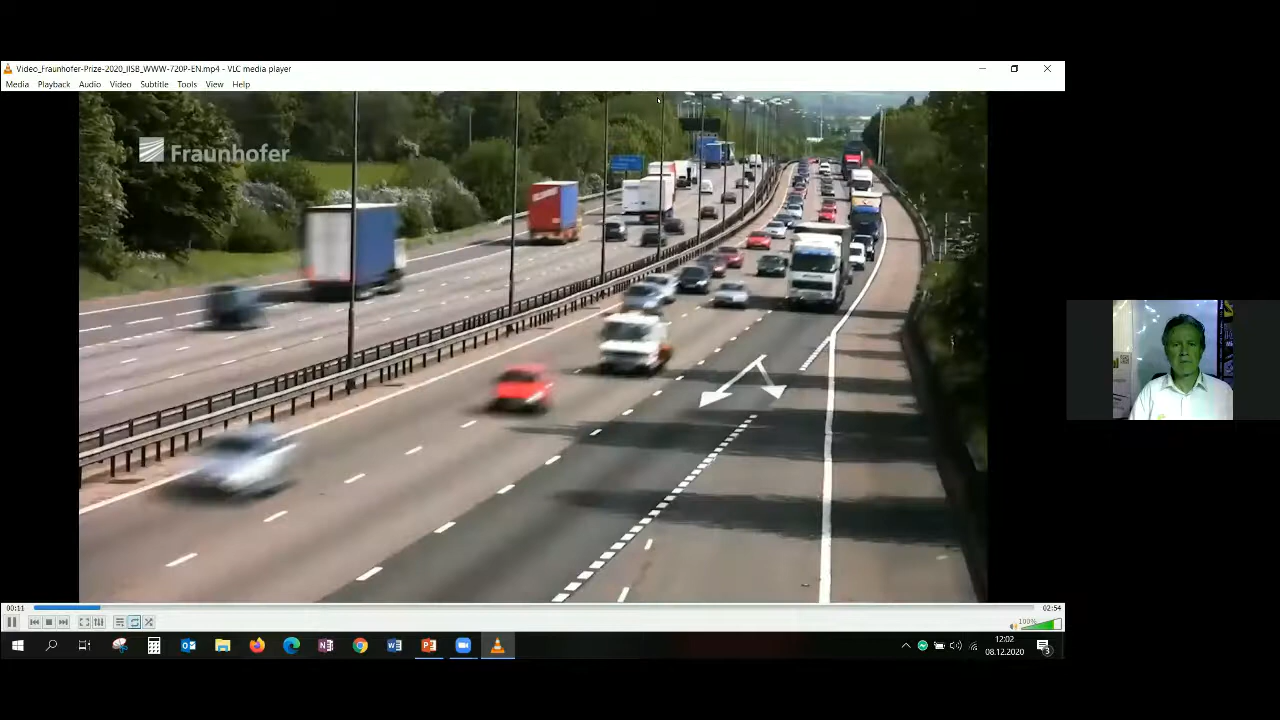 Video_Fraunhofer-Prize-2020_IISB_WWW-720P-EN.mp4 - VLC media player
Media Playback Audio Video Subtitle Tools View Help
Fraunhofer
00:11
02:54
100%
12:02
08.12.2020
3